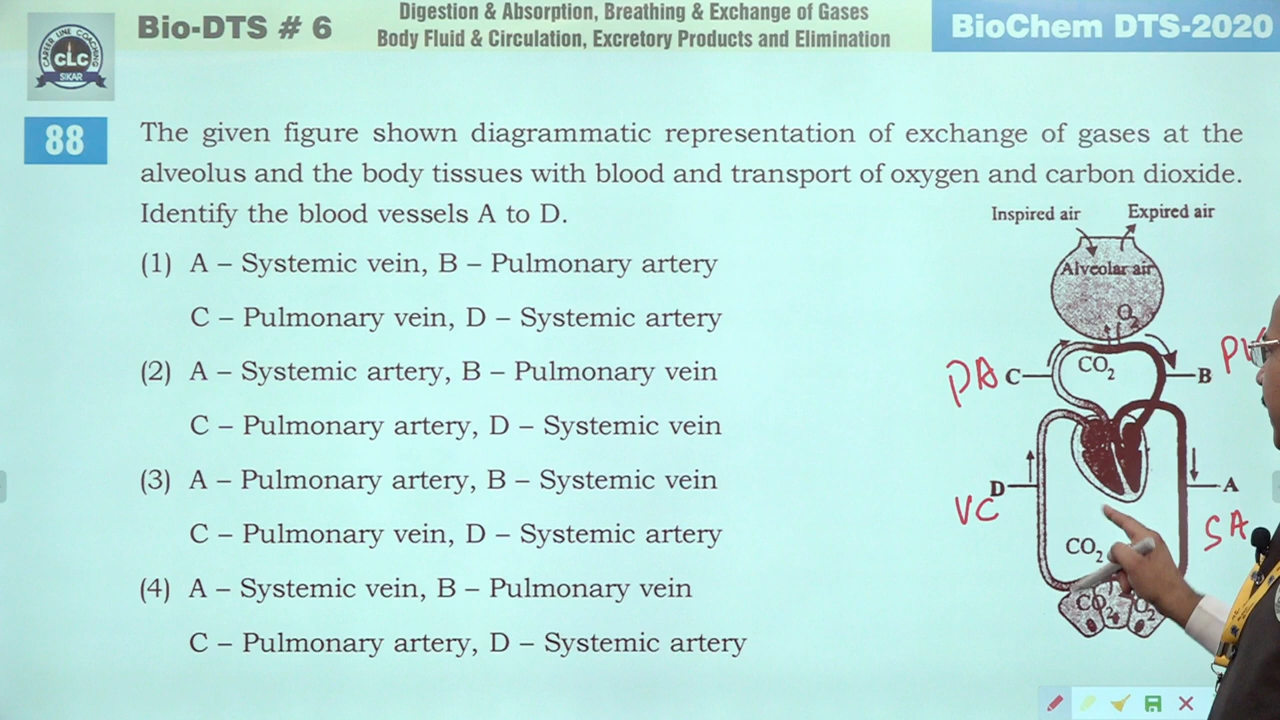 CAREER LINE COACHING
CLC
SIKAR
Bio-DTS # 6
Digestion & Absorption, Breathing & Exchange of Gases
Body Fluid & Circulation, Excretory Products and Elimination
BioChem DTS-2020
88
The given figure shown diagrammatic representation of exchange of gases at the
alveolus and the body tissues with blood and transport of oxygen and carbon dioxide.
Identify the blood vessels A to D.
(1) A – Systemic vein, B – Pulmonary artery
C – Pulmonary vein, D – Systemic artery
(2) A – Systemic artery, B – Pulmonary vein
C – Pulmonary artery, D – Systemic vein
(3) A – Pulmonary artery, B – Systemic vein
C – Pulmonary vein, D – Systemic artery
(4) A – Systemic vein, B – Pulmonary vein
C – Pulmonary artery, D – Systemic artery
Inspired air
Expired air
Alveolar air
O2
CO2
PA C
B
D
A
VC
SA
CO2
CO2
O2